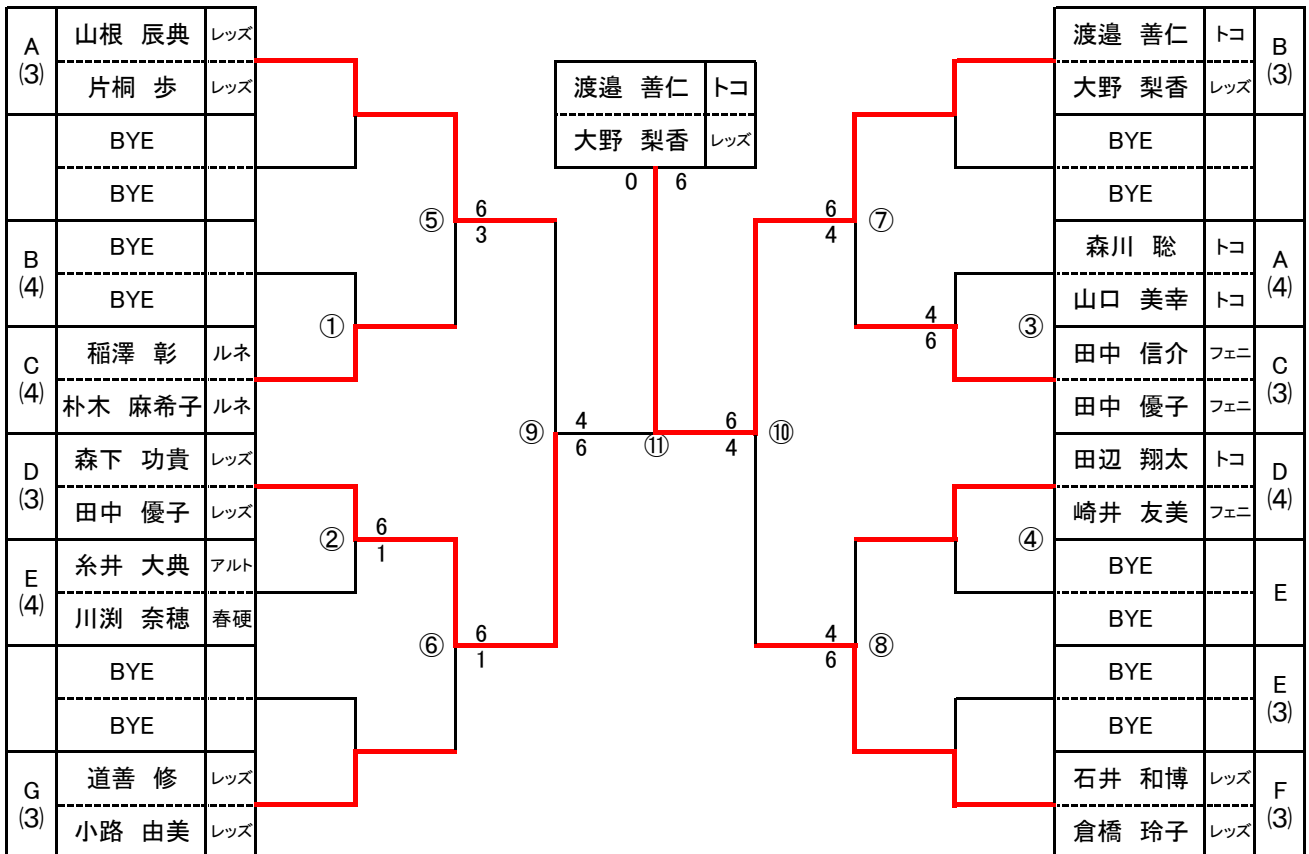 A
(3)
山根 辰典 レッズ
片桐 歩 レッズ
BYE
BYE
B
(4)
BYE
BYE
C
(4)
稲澤 彰 ルネ
朴木 麻希子 ルネ
D
(3)
森下 功貴 レッズ
田中 優子 レッズ
E
(4)
糸井 大典 アルト
川渕 奈穂 春硬
BYE
BYE
G
(3)
道善 修 レッズ
小路 由美 レッズ
①
②
6
1
⑤
6
3
⑥
6
1
⑨
4
6
渡邉 善仁 トコ
大野 梨香 レッズ
0 6
⑪
6
4
⑩
6
4
⑦
4
6
⑧
4
6
③
④
渡邉 善仁 トコ
大野 梨香 レッズ
B
(3)
BYE
BYE
森川 聡 トコ
山口 美幸 トコ
A
(4)
田中 信介 フェニ
田中 優子 フェニ
C
(3)
田辺 翔太 トコ
崎井 友美 フェニ
D
(4)
BYE
BYE
E
BYE
BYE
E
(3)
石井 和博 レッズ
倉橋 玲子 レッズ
F
(3)